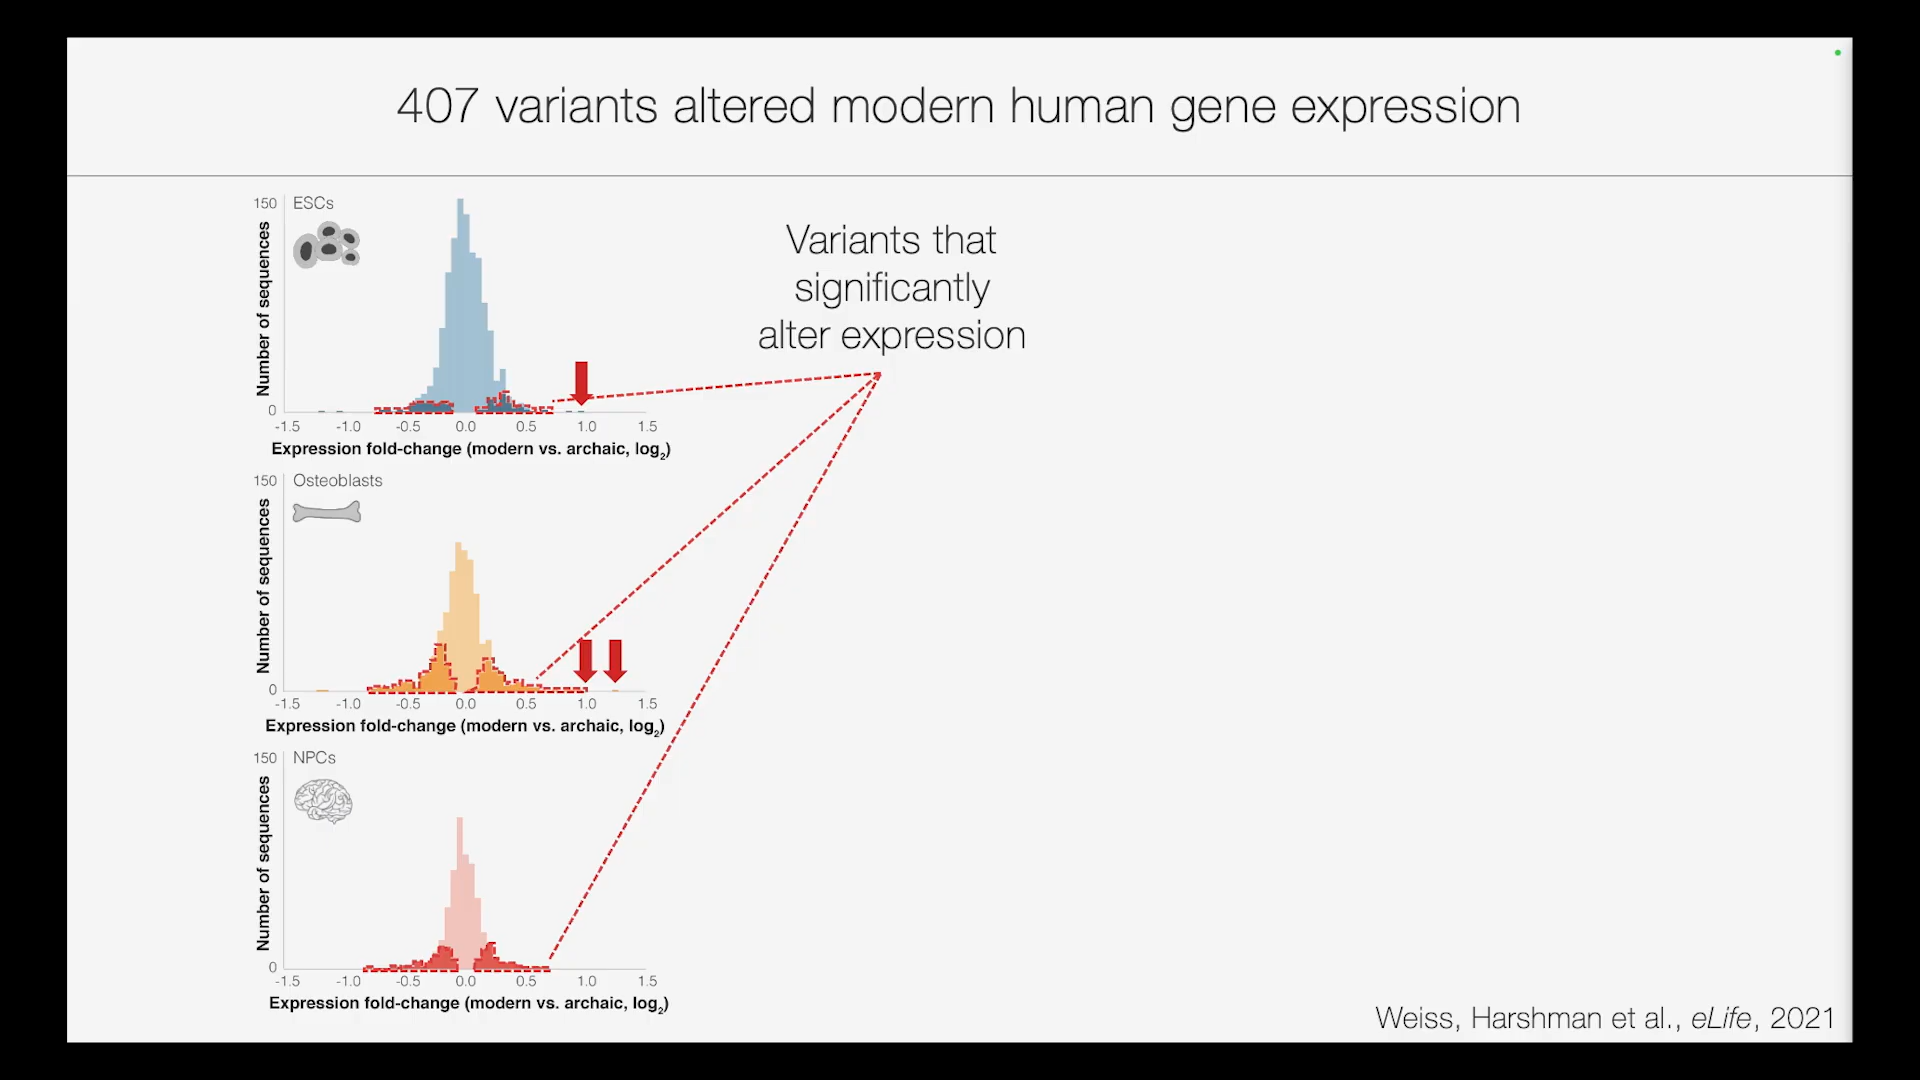 407 variants altered modern human gene expression
150
ESCs
Number of sequences
0
-1.5 -1.0 -0.5 0.0 0.5 1.0 1.5
Expression fold-change (modern vs. archaic, log2)
Variants that
significantly
alter expression
150
Osteoblasts
Number of sequences
0
-1.5 -1.0 -0.5 0.0 0.5 1.0 1.5
Expression fold-change (modern vs. archaic, log2)
150
NPCs
Number of sequences
0
-1.5 -1.0 -0.5 0.0 0.5 1.0 1.5
Expression fold-change (modern vs. archaic, log2)
Weiss, Harshman et al., eLife, 2021